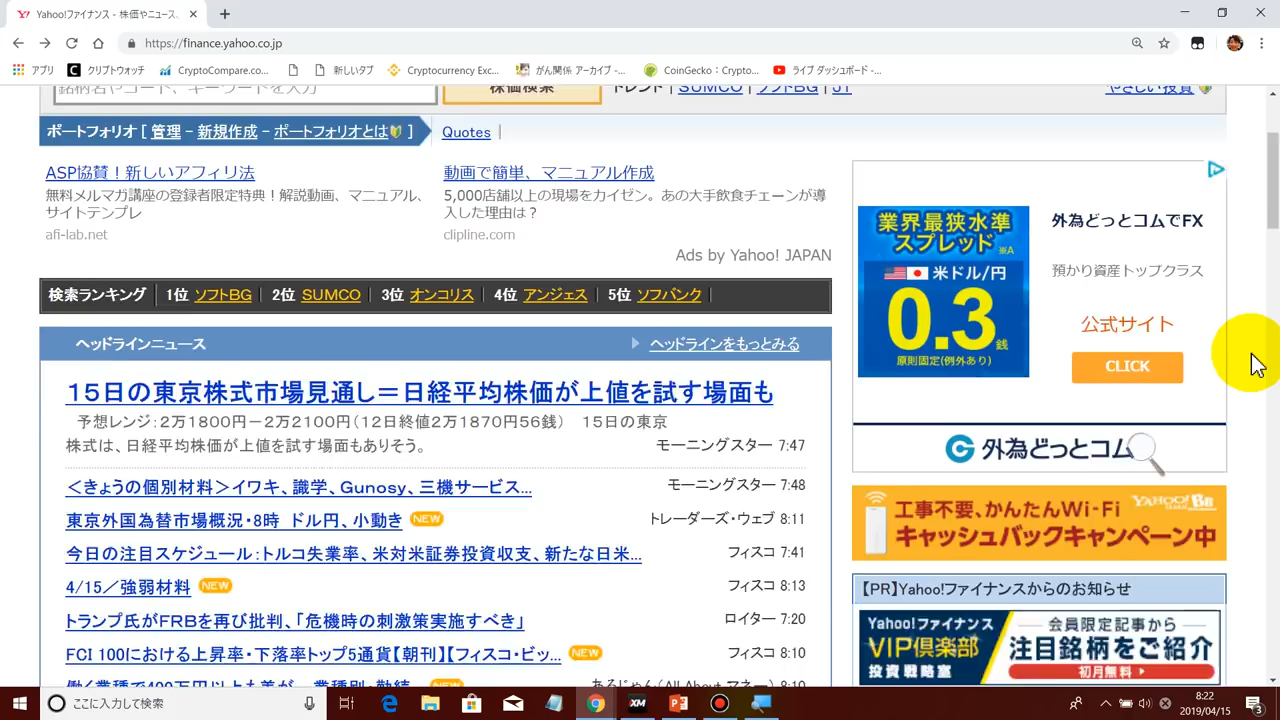 Yahoo!ファイナンス - 株価やニュース、
https://finance.yahoo.co.jp
アプリ クリプトウォッチ CryptoCompare.co... 新しいタブ Cryptocurrency Exc... がん関係 アーカイブ -... CoinGecko：Crypto... ライブ ダッシュボード -...
銘柄名やコード、キーワードを入力 株価検索 トレンド | SUMCO | ソフトBG | JT やさしい投資
ポートフォリオ [ 管理 - 新規作成 - ポートフォリオとは ] Quotes |
ASP協賛！新しいアフィリ法
無料メルマガ講座の登録者限定特典！解説動画、マニュアル、
サイトテンプレ
afi-lab.net
動画で簡単、マニュアル作成
5,000店舗以上の現場をカイゼン。あの大手飲食チェーンが導
入した理由は？
clipline.com
Ads by Yahoo! JAPAN
検索ランキング | 1位 ソフトBG | 2位 SUMCO | 3位 オンコリス | 4位 アンジェス | 5位 ソフバンク |
ヘッドラインニュース ヘッドラインをもっとみる
１５日の東京株式市場見通し＝日経平均株価が上値を試す場面も
予想レンジ：２万１８００円－２万２１００円（１２日終値２万１８７０円５６銭） １５日の東京
株式は、日経平均株価が上値を試す場面もありそう。 モーニングスター 7:47
＜きょうの個別材料＞イワキ、識学、Ｇｕｎｏｓｙ、三機サービス... モーニングスター 7:48
東京外国為替市場概況・8時 ドル円、小動き NEW トレーダーズ・ウェブ 8:11
今日の注目スケジュール：トルコ失業率、米対米証券投資収支、新たな日米... フィスコ 7:41
4/15／強弱材料 NEW フィスコ 8:13
トランプ氏がＦＲＢを再び批判、「危機時の刺激策実施すべき」 ロイター 7:20
FCI 100における上昇率・下落率トップ5通貨【朝刊】【フィスコ・ビッ... NEW フィスコ 8:10
あるじゃん(All About マネー) 8:10
業界最狭水準
スプレッド ※A
米ドル/円
0.3銭
原則固定(例外あり)
外為どっとコムでFX
預かり資産トップクラス
公式サイト
CLICK
外為どっとコム
工事不要、かんたんWi-Fi YAHOO! BB
キャッシュバックキャンペーン中
【PR】Yahoo!ファイナンスからのお知らせ
Yahoo!ファイナンス
VIP倶楽部
投資戦略室
会員限定記事から
注目銘柄をご紹介
初月無料
ここに入力して検索
XM
8:22
2019/04/15
3